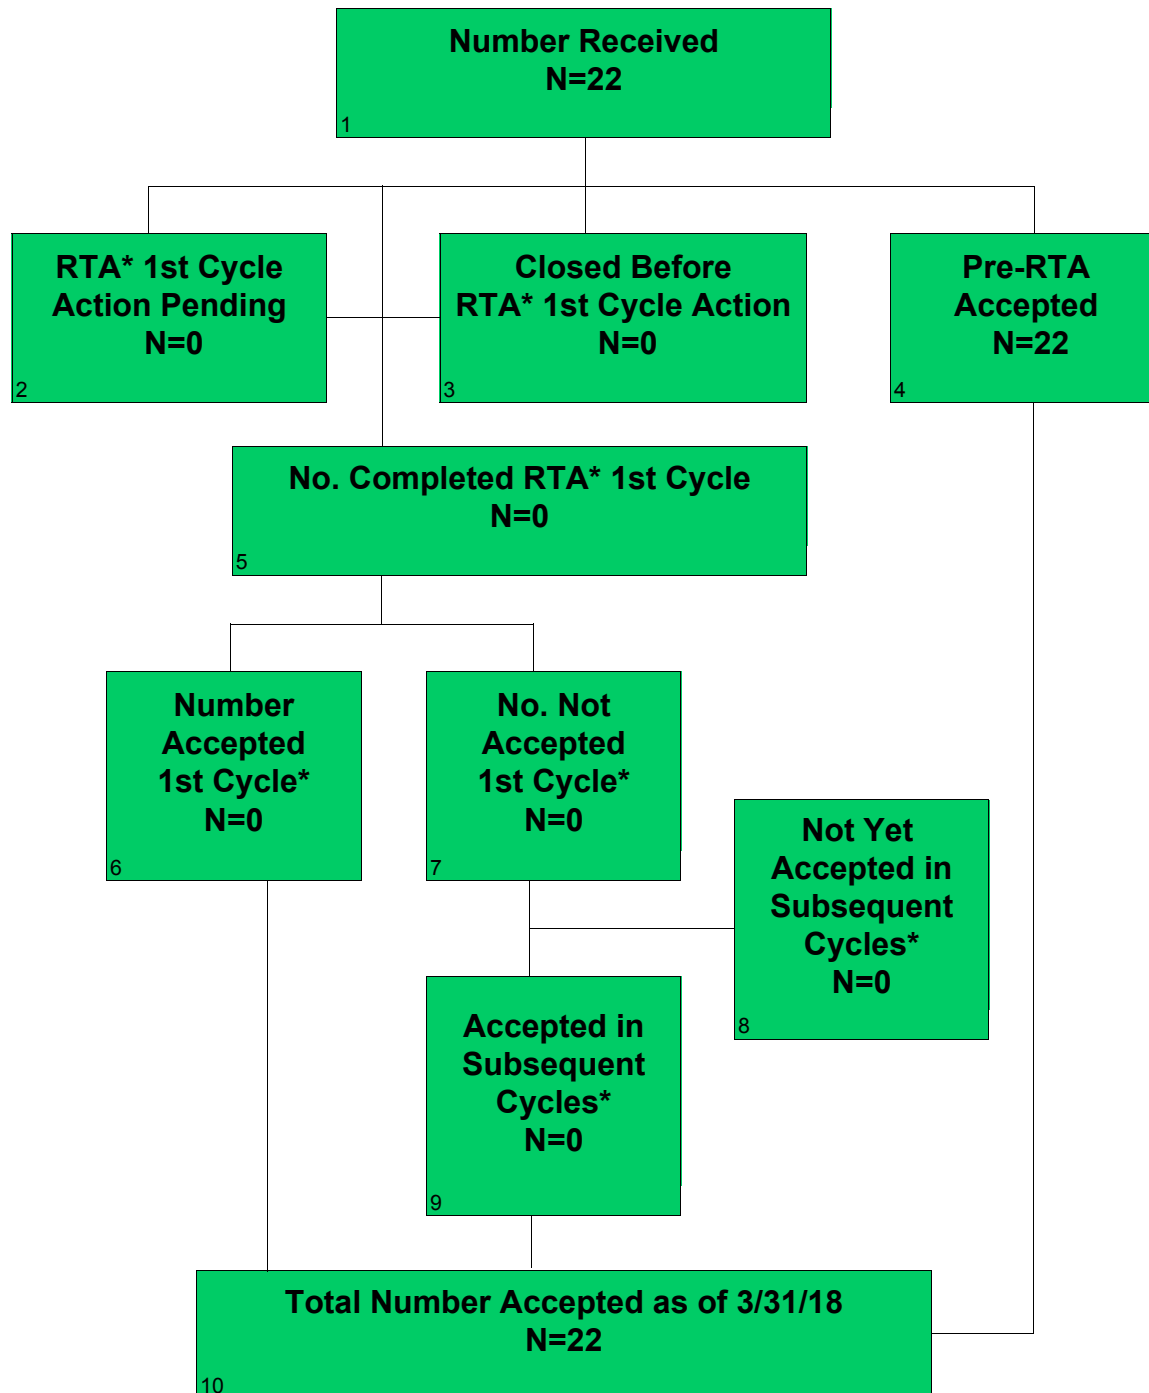 Number Received
N=22
1
RTA* 1st Cycle
Action Pending
N=0
2
Closed Before
RTA* 1st Cycle Action
N=0
3
Pre-RTA
Accepted
N=22
4
No. Completed RTA* 1st Cycle
N=0
5
Number
Accepted
1st Cycle*
N=0
6
No. Not
Accepted
1st Cycle*
N=0
7
Not Yet
Accepted in
Subsequent
Cycles*
N=0
8
Accepted in
Subsequent
Cycles*
N=0
9
Total Number Accepted as of 3/31/18
N=22
10